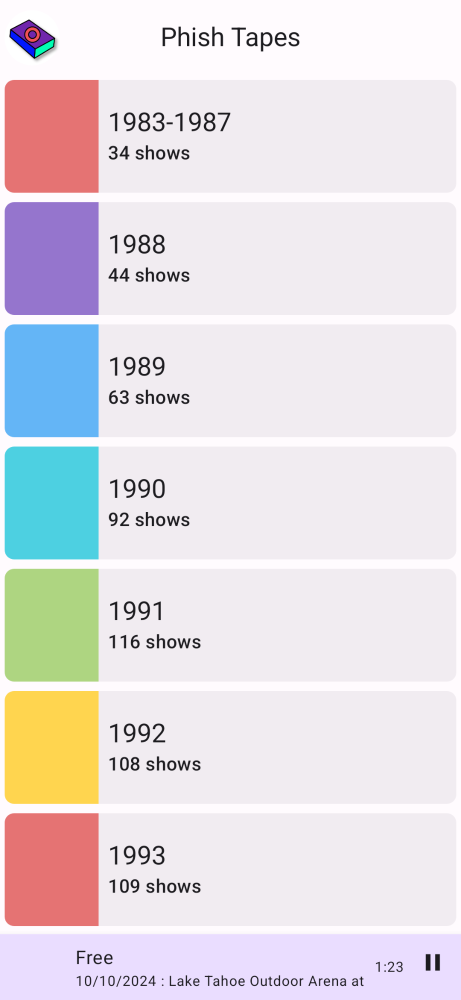 Phish Tapes
1983-1987
34 shows
1988
44 shows
1989
63 shows
1990
92 shows
1991
116 shows
1992
108 shows
1993
109 shows
Free
1:23
10/10/2024 : Lake Tahoe Outdoor Arena at